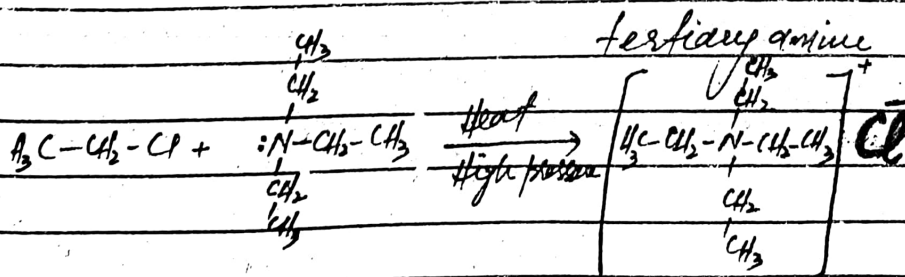 tertiary amine
CH3 CH3
CH2 CH2 +
H3C-CH2-Cl + :N-CH2-CH3 Heat [H3C-CH2-N-CH2-CH3] Cl-
High pressure
CH2 CH2
CH3 CH3